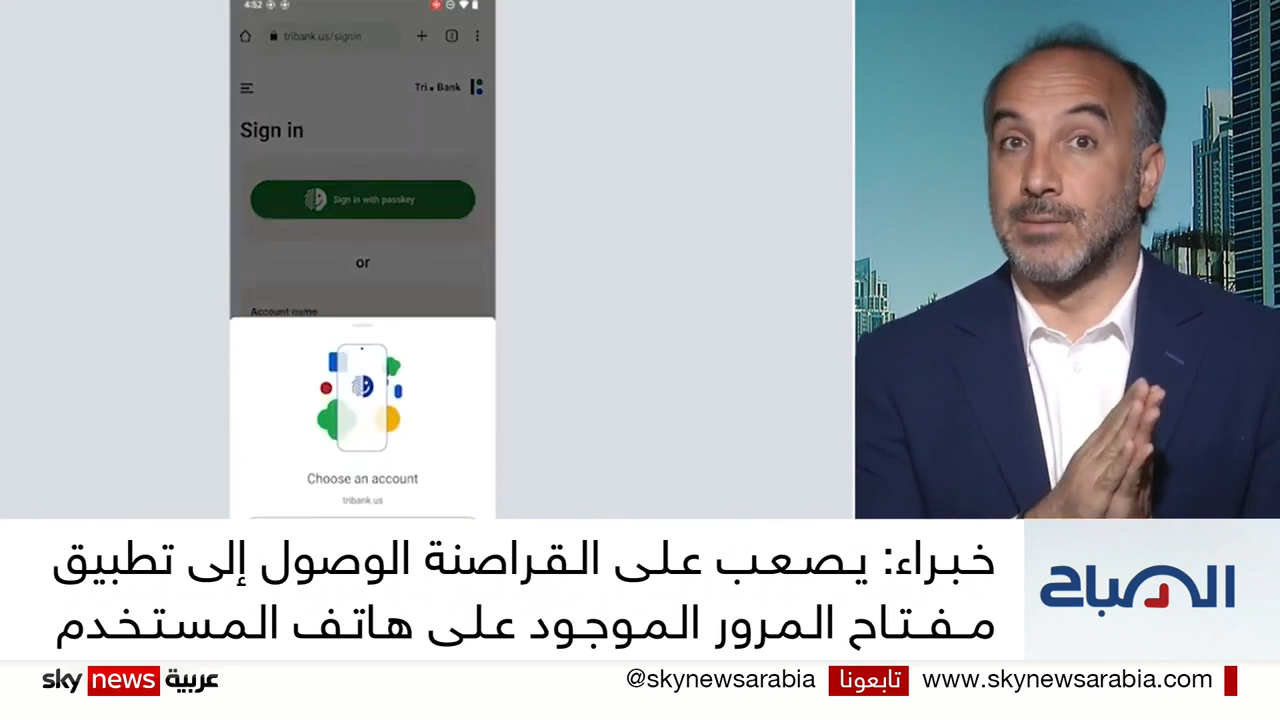 4:52
tribank.us/signin
Tri.Bank
Sign in
Sign in with passkey
or
Account name
Choose an account
tribank.us
خبراء: يصعب على القراصنة الوصول إلى تطبيق
مفتاح المرور الموجود على هاتف المستخدم
الصباح
sky news عربية
@skynewsarabia تابعونا www.skynewsarabia.com